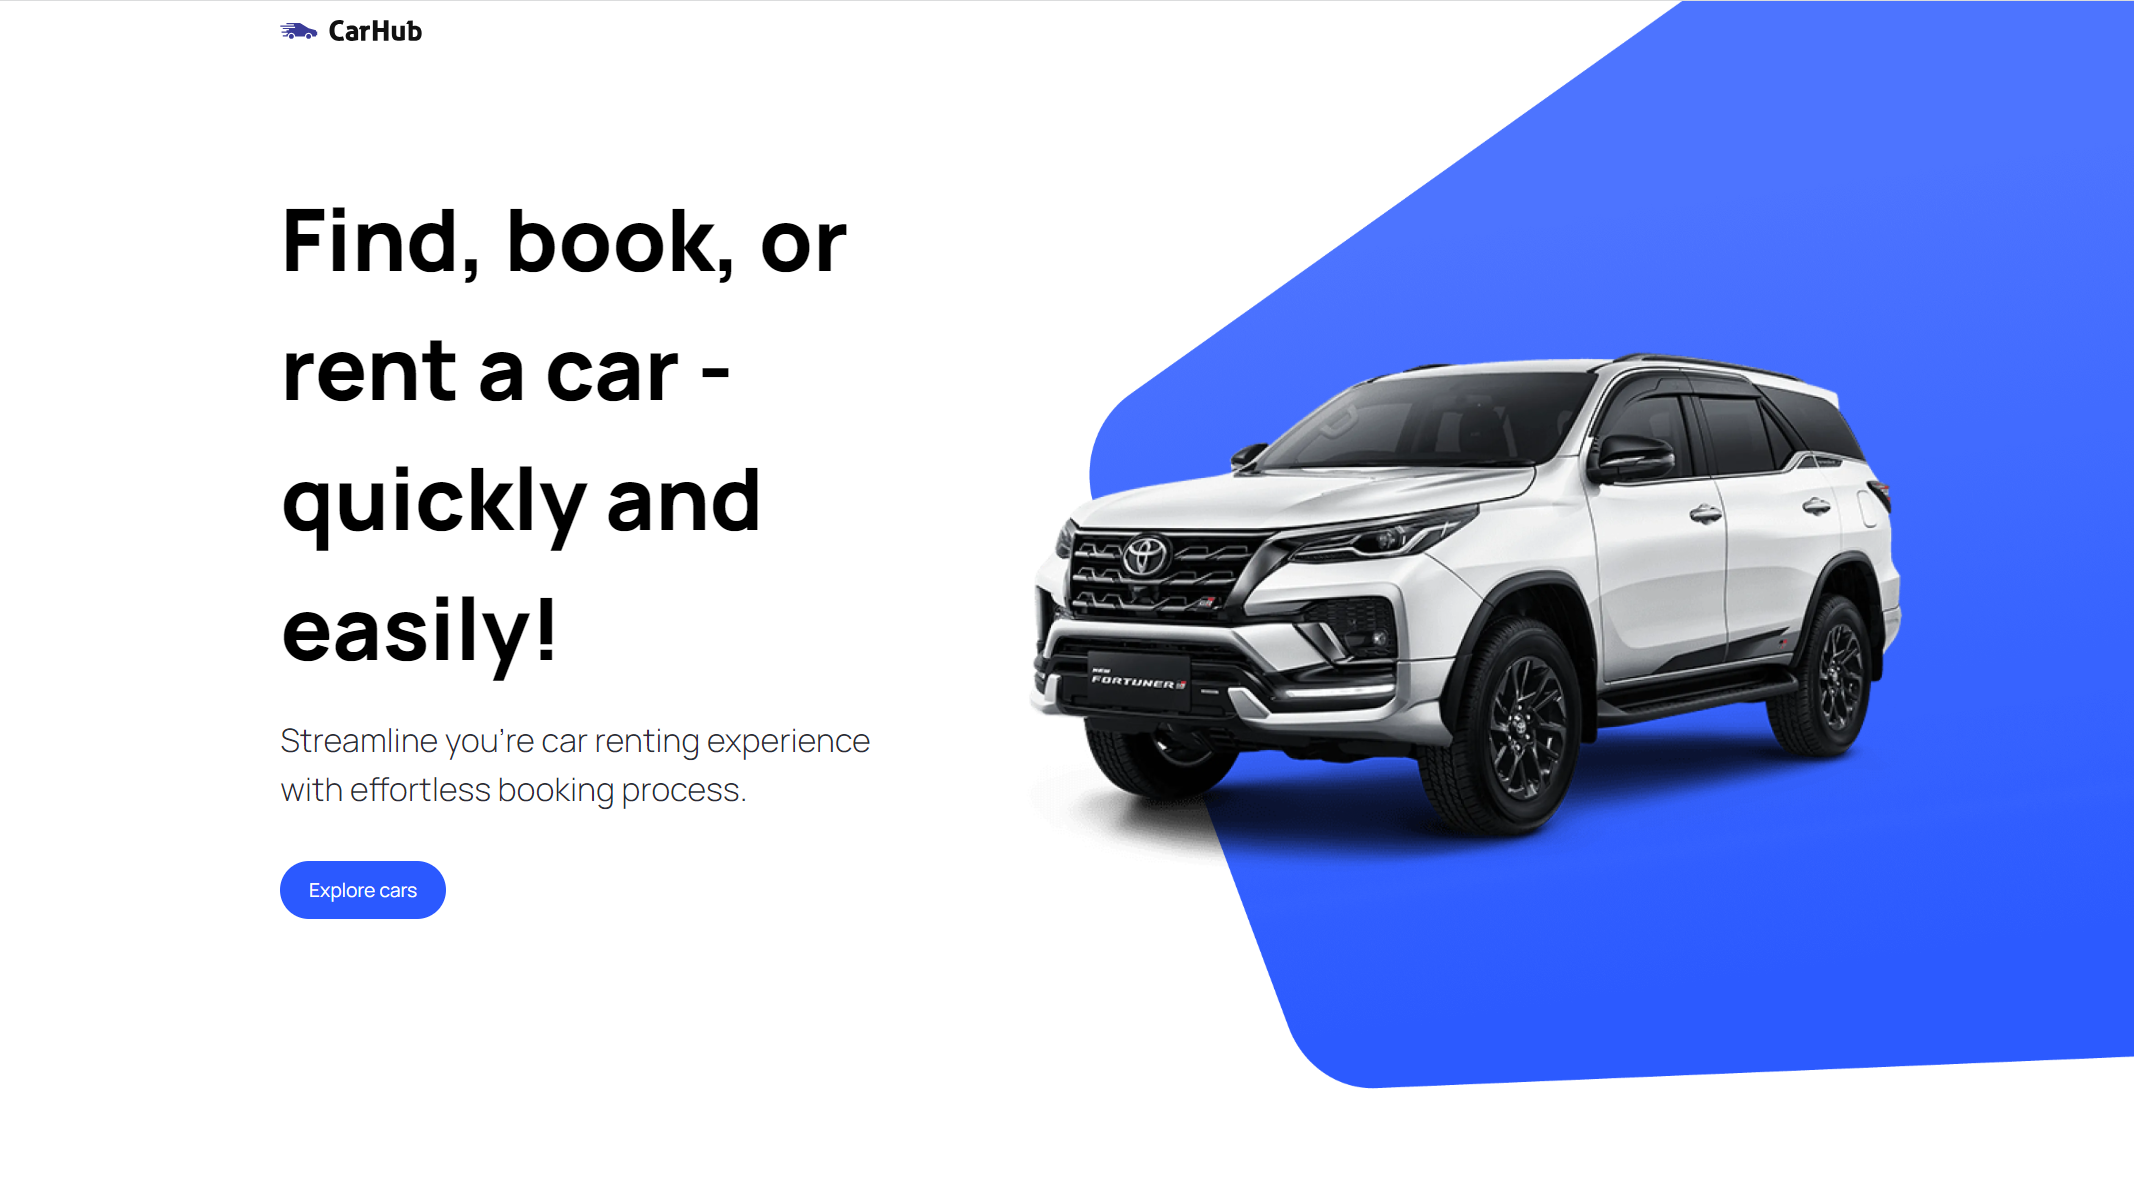 CarHub
Find, book, or
rent a car -
quickly and
easily!
Streamline you're car renting experience
with effortless booking process.
Explore cars
NEW
FORTUNER